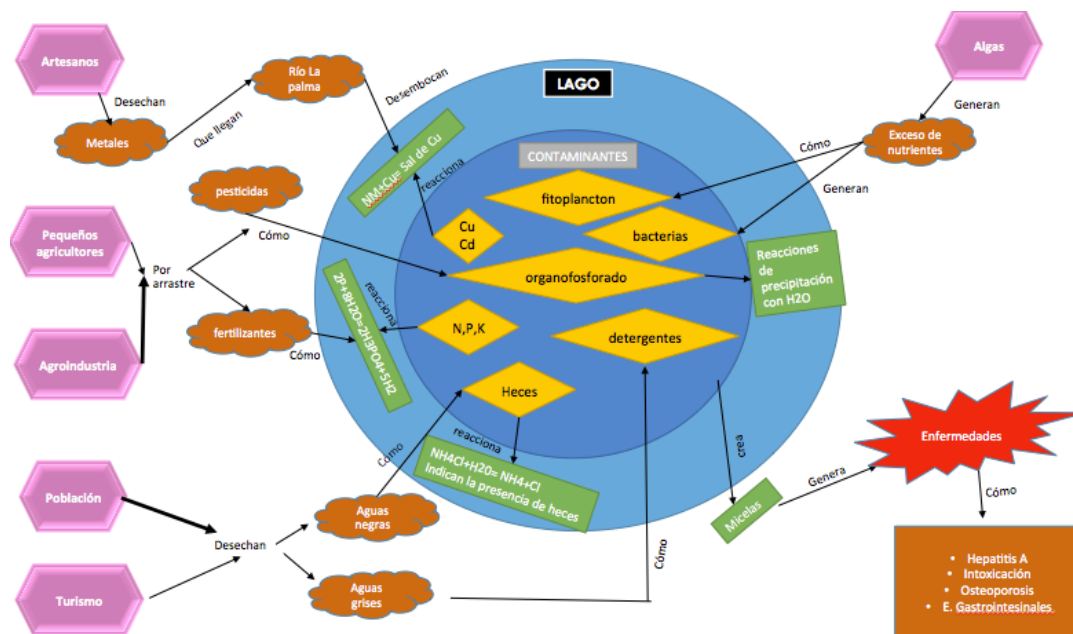 Artesanos
Desechan
Metales
Que llegan
Río La
palma
Desembocan
LAGO
Algas
Generan
Exceso de
nutrientes
Cómo
Generan
CONTAMINANTES
fitoplancton
bacterias
NM+Cu= Sal de Cu
reacciona
Cu
Cd
pesticidas
Cómo
Pequeños
agricultores
Por
arrastre
organofosforado
Reacciones
de
precipitación
con H2O
fertilizantes
Cómo
2P+8H2O=2H3PO4+5H2
reacciona
N,P,K
detergentes
Agroindustria
Heces
reacciona
Cómo
NH4Cl+H20= NH4+Cl
Indican la presencia de heces
crea
Micelas
Genera
Enfermedades
Cómo
Población
Desechan
Aguas
negras
Turismo
Aguas
grises
Cómo
• Hepatitis A
• Intoxicación
• Osteoporosis
• E. Gastrointesinales